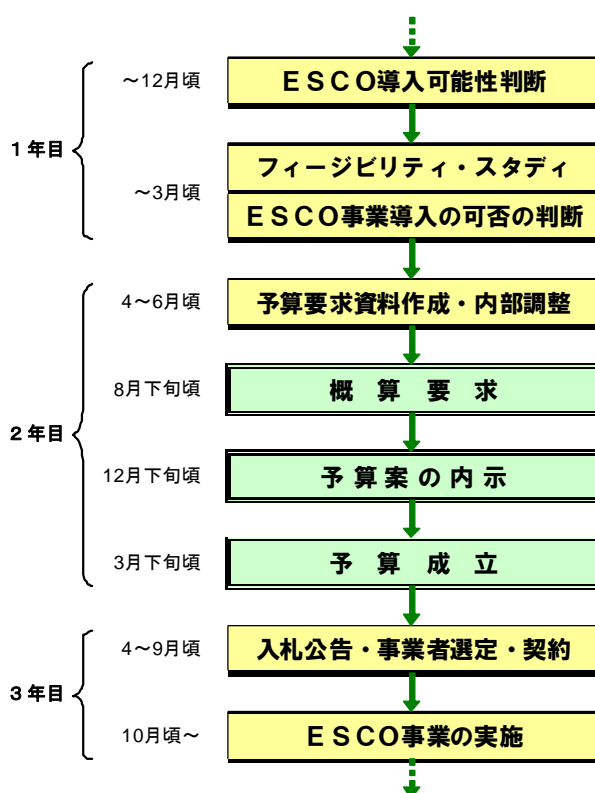 ～12月頃
ＥＳＣＯ導入可能性判断
１年目
フィージビリティ・スタディ
～3月頃
ＥＳＣＯ事業導入の可否の判断
4～6月頃
予算要求資料作成・内部調整
8月下旬頃
概　算　要　求
２年目
12月下旬頃
予 算 案 の 内 示
3月下旬頃
予　算　成　立
4～9月頃
入札公告・事業者選定・契約
３年目
10月頃～
ＥＳＣＯ事業の実施